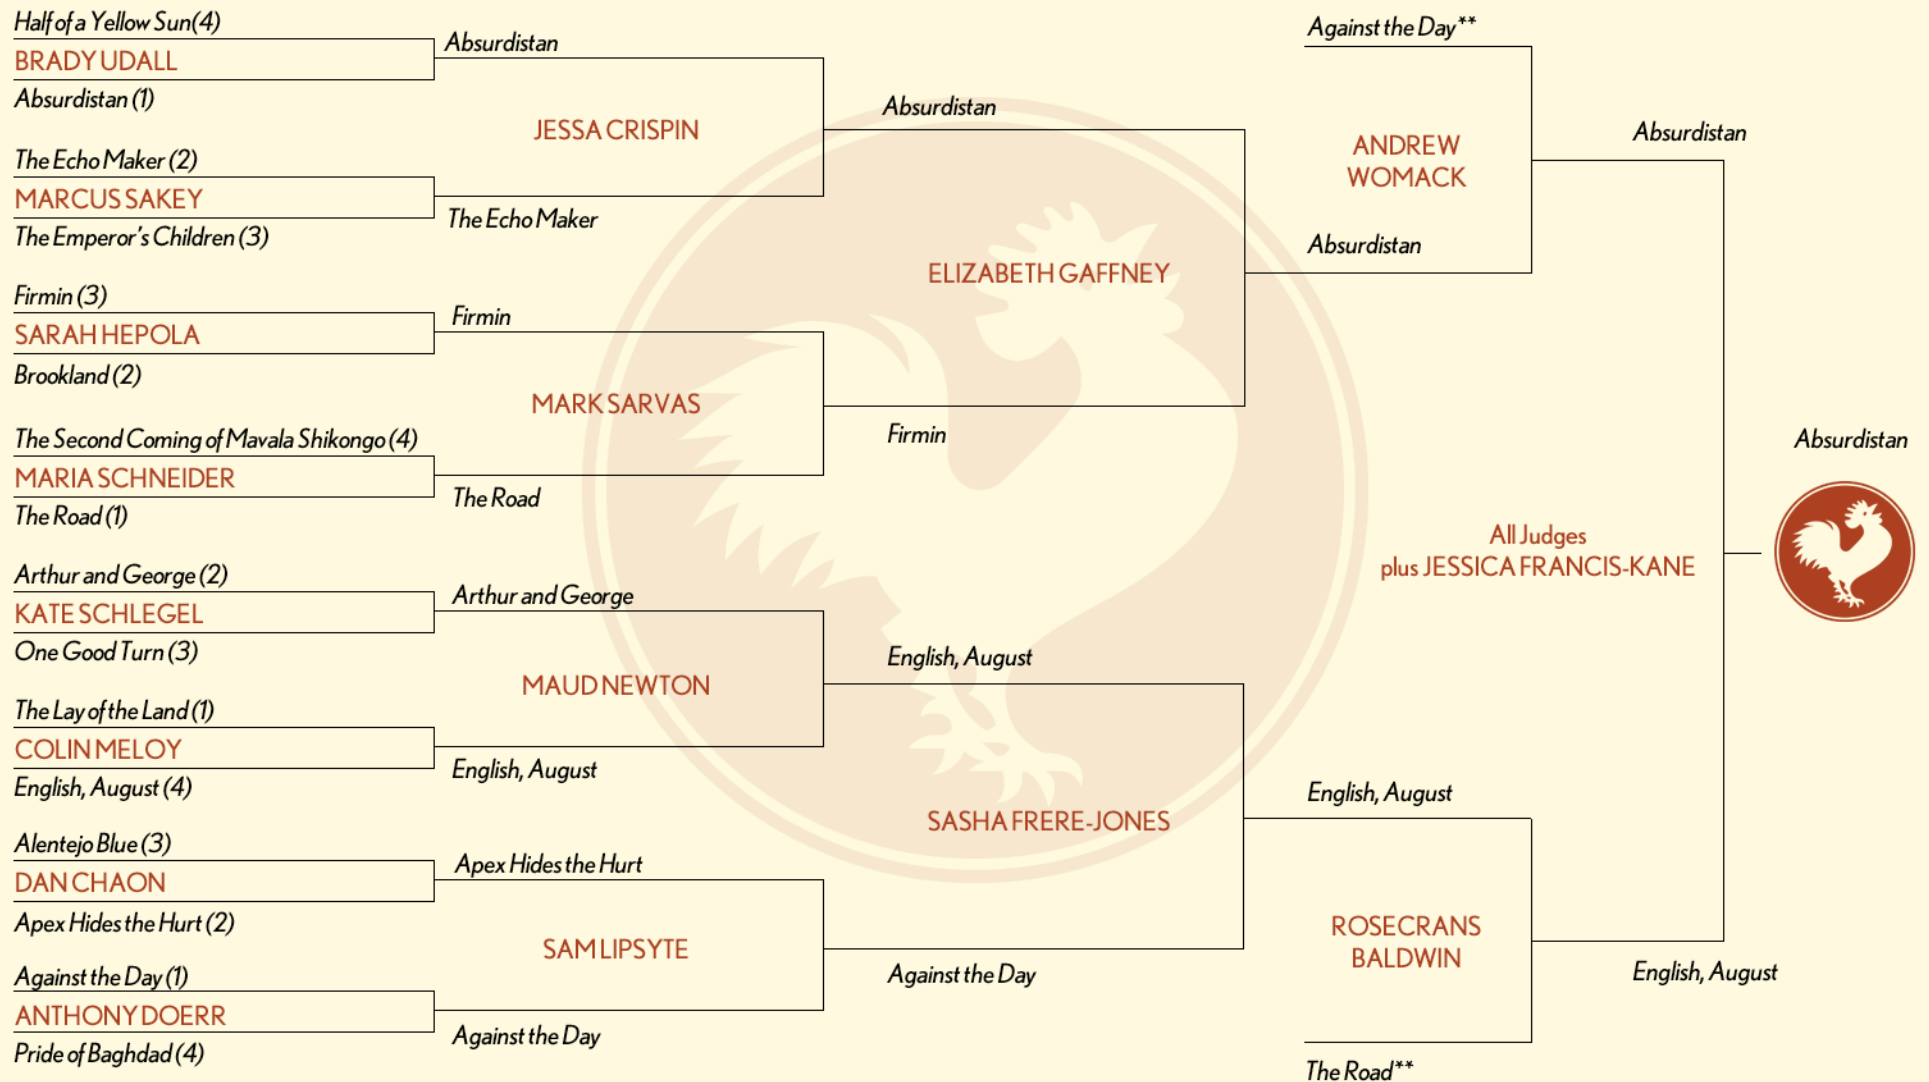 Half of a Yellow Sun(4)
BRADY UDALL
Absurdistan (1)
The Echo Maker (2)
MARCUS SAKEY
The Emperor's Children (3)
Firmin (3)
SARAH HEPOLA
Brookland (2)
The Second Coming of Mavala Shikongo (4)
MARIA SCHNEIDER
The Road (1)
Arthur and George (2)
KATE SCHLEGEL
One Good Turn (3)
The Lay of the Land (1)
COLIN MELOY
English, August (4)
Alentejo Blue (3)
DAN CHAON
Apex Hides the Hurt (2)
Against the Day (1)
ANTHONY DOERR
Pride of Baghdad (4)
Absurdistan
JESSA CRISPIN
The Echo Maker
Firmin
MARK SARVAS
The Road
Arthur and George
MAUD NEWTON
English, August
Apex Hides the Hurt
SAM LIPSYTE
Against the Day
Absurdistan
ELIZABETH GAFFNEY
Firmin
English, August
SASHA FRERE-JONES
Against the Day
Against the Day**
ANDREW
WOMACK
Absurdistan
English, August
ROSECRANS
BALDWIN
The Road**
Absurdistan
All Judges
plus JESSICA FRANCIS-KANE
English, August
Absurdistan